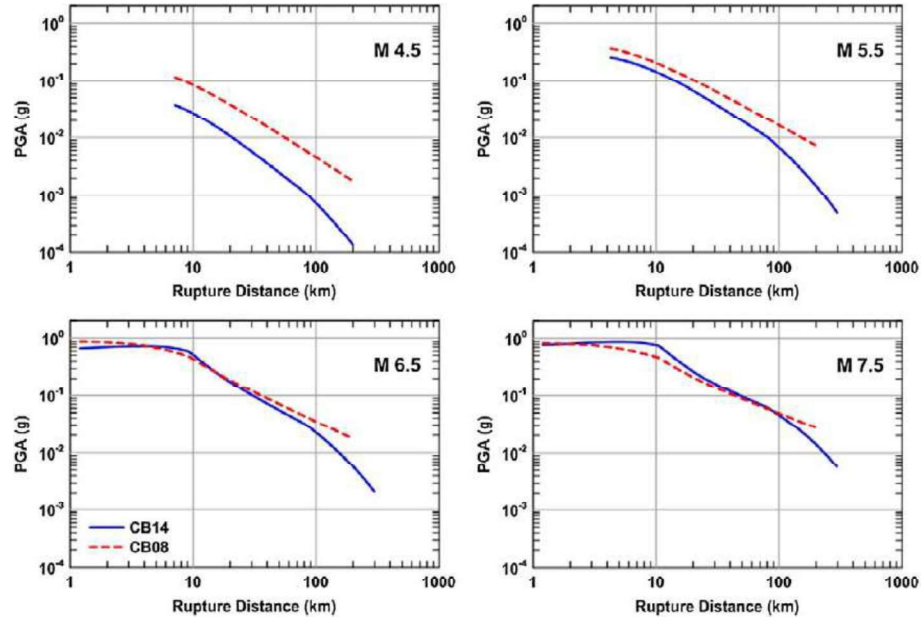 10⁰
10⁻¹
10⁻²
10⁻³
10⁻⁴
PGA (g)
M 4.5
1 10 100 1000
Rupture Distance (km)
10⁰
10⁻¹
10⁻²
10⁻³
10⁻⁴
PGA (g)
M 5.5
1 10 100 1000
Rupture Distance (km)
10⁰
10⁻¹
10⁻²
10⁻³
10⁻⁴
PGA (g)
M 6.5
CB14
CB08
1 10 100 1000
Rupture Distance (km)
10⁰
10⁻¹
10⁻²
10⁻³
10⁻⁴
PGA (g)
M 7.5
1 10 100 1000
Rupture Distance (km)